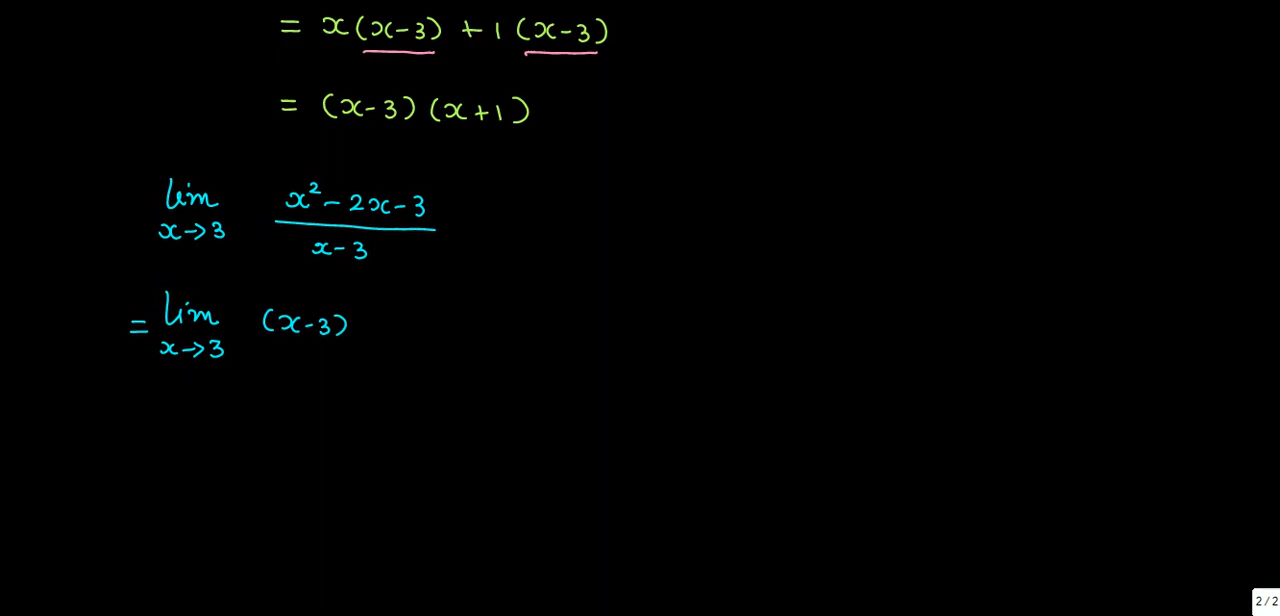 = x(x-3) + 1 (x-3)
= (x-3) (x+1)
lim x→3 x² - 2x - 3 / x - 3
= lim x→3 (x-3)
2 / 2